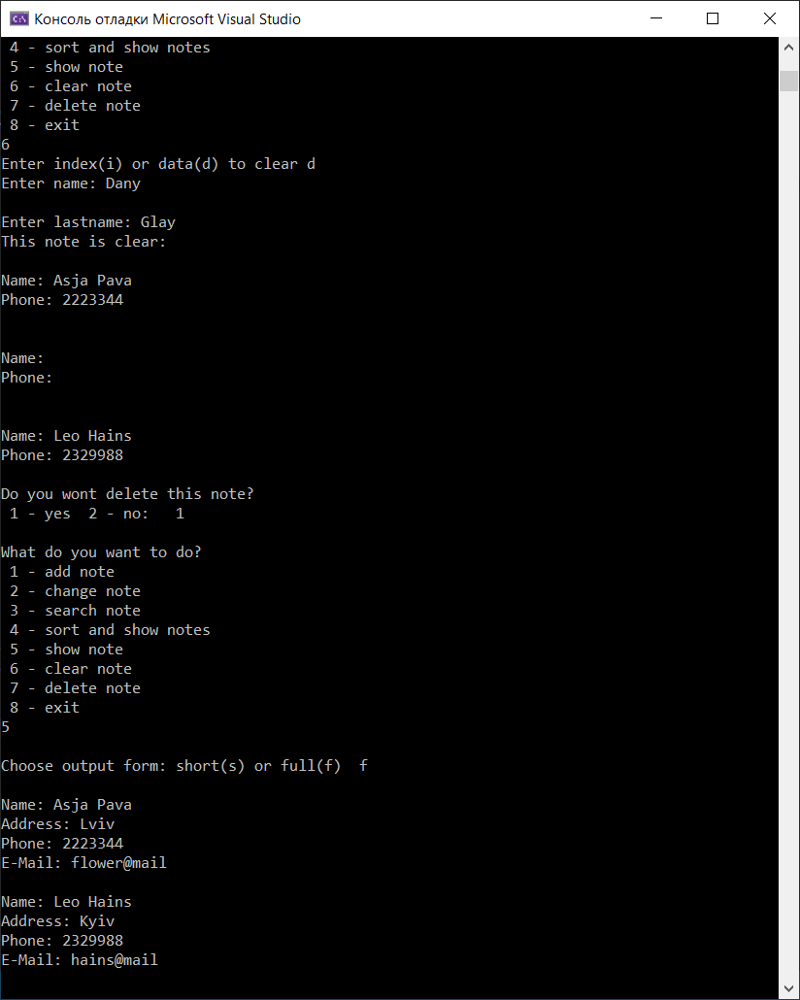 Консоль отладки Microsoft Visual Studio
4 - sort and show notes
5 - show note
6 - clear note
7 - delete note
8 - exit
6
Enter index(i) or data(d) to clear d
Enter name: Dany
Enter lastname: Glay
This note is clear:
Name: Asja Pava
Phone: 2223344
Name:
Phone:
Name: Leo Hains
Phone: 2329988
Do you wont delete this note?
1 - yes  2 - no:   1
What do you want to do?
1 - add note
2 - change note
3 - search note
4 - sort and show notes
5 - show note
6 - clear note
7 - delete note
8 - exit
5
Choose output form: short(s) or full(f)  f
Name: Asja Pava
Address: Lviv
Phone: 2223344
E-Mail: flower@mail
Name: Leo Hains
Address: Kyiv
Phone: 2329988
E-Mail: hains@mail